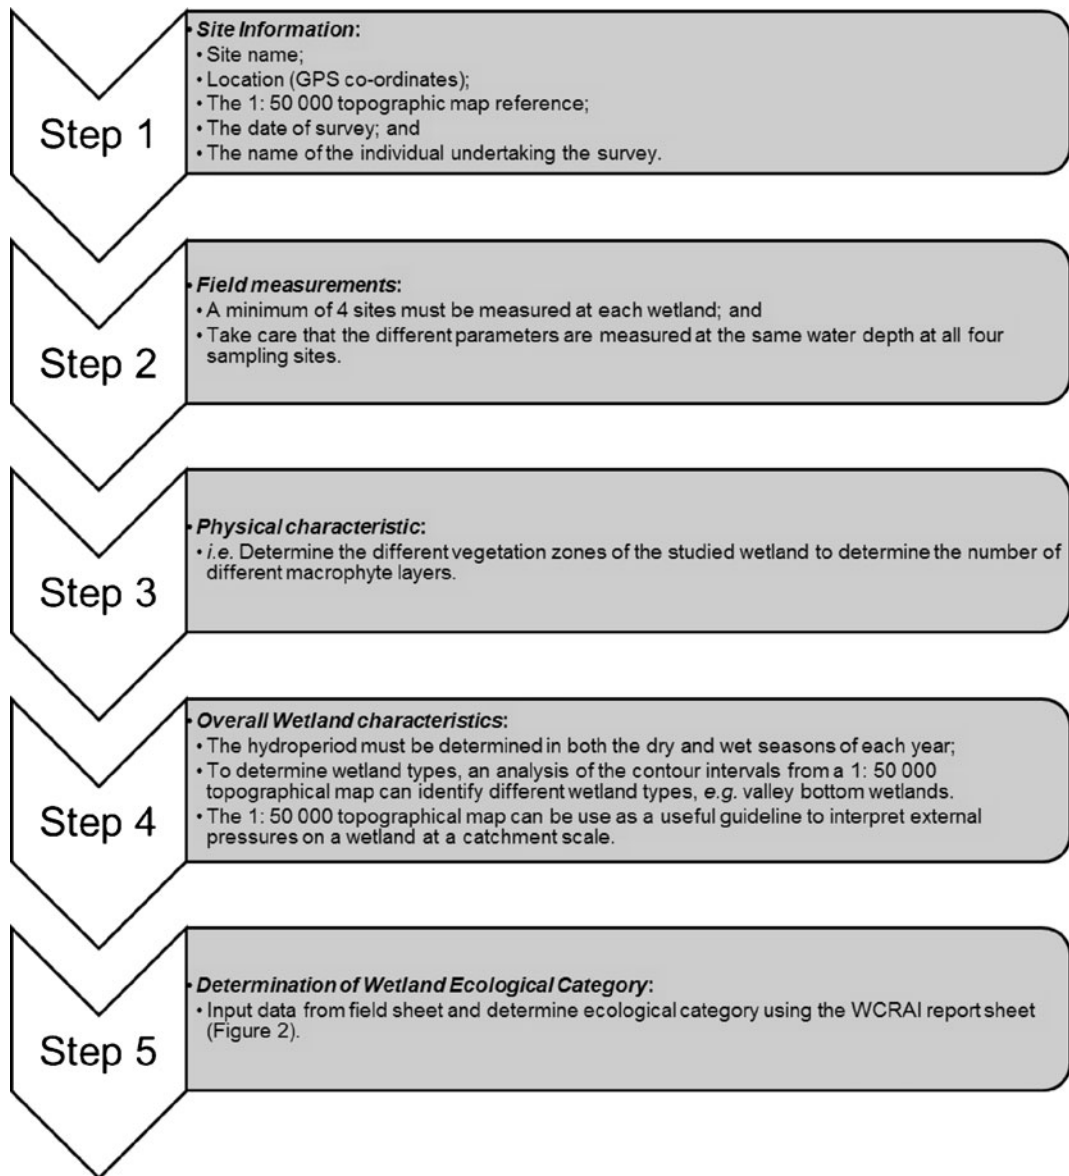 Step 1
• Site Information:
• Site name;
• Location (GPS co-ordinates);
• The 1: 50 000 topographic map reference;
• The date of survey; and
• The name of the individual undertaking the survey.
Step 2
• Field measurements:
• A minimum of 4 sites must be measured at each wetland; and
• Take care that the different parameters are measured at the same water depth at all four
sampling sites.
Step 3
• Physical characteristic:
• i.e. Determine the different vegetation zones of the studied wetland to determine the number of
different macrophyte layers.
Step 4
• Overall Wetland characteristics:
• The hydroperiod must be determined in both the dry and wet seasons of each year;
• To determine wetland types, an analysis of the contour intervals from a 1: 50 000
topographical map can identify different wetland types, e.g. valley bottom wetlands.
• The 1: 50 000 topographical map can be use as a useful guideline to interpret external
pressures on a wetland at a catchment scale.
Step 5
• Determination of Wetland Ecological Category:
• Input data from field sheet and determine ecological category using the WCRAI report sheet
(Figure 2).